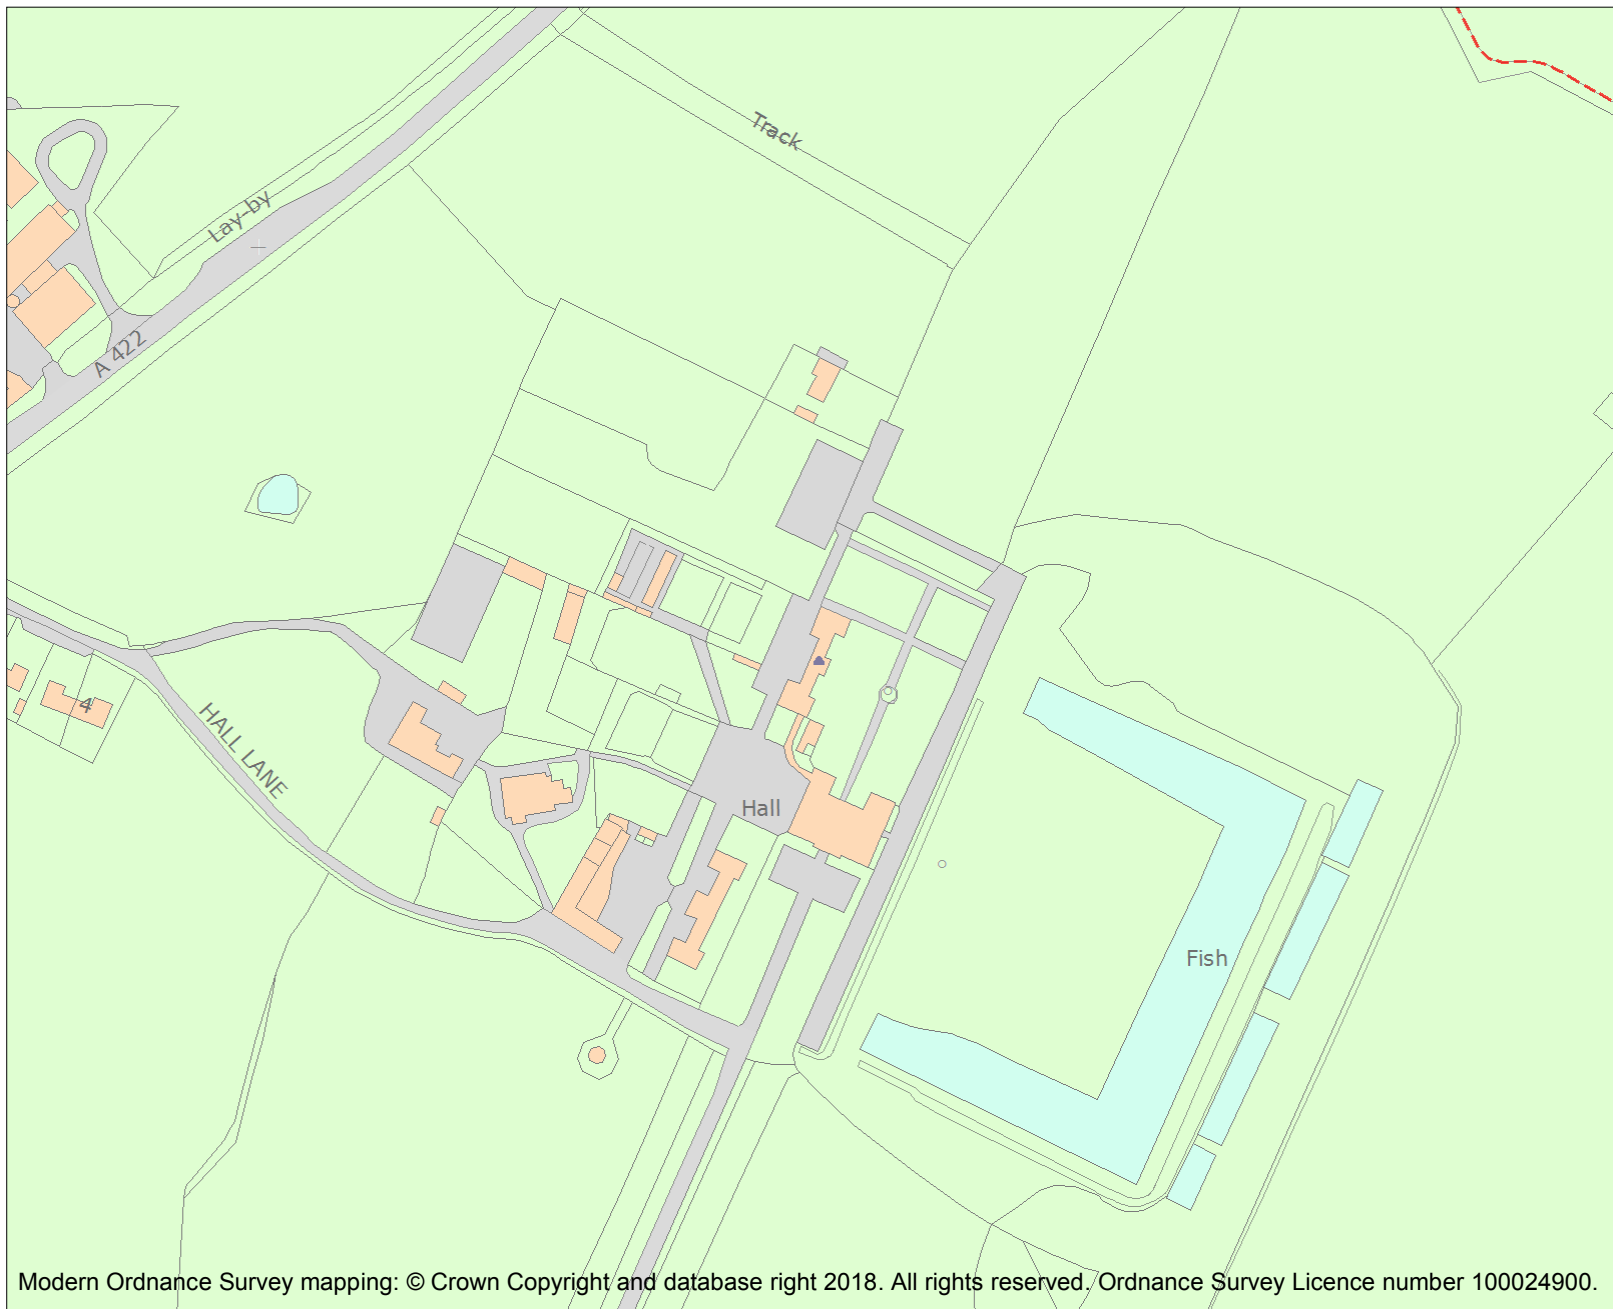 Track
Lay-by
A 422
4
HALL LANE
Hall
Fish
Modern Ordnance Survey mapping: © Crown Copyright and database right 2018. All rights reserved. Ordnance Survey Licence number 100024900.